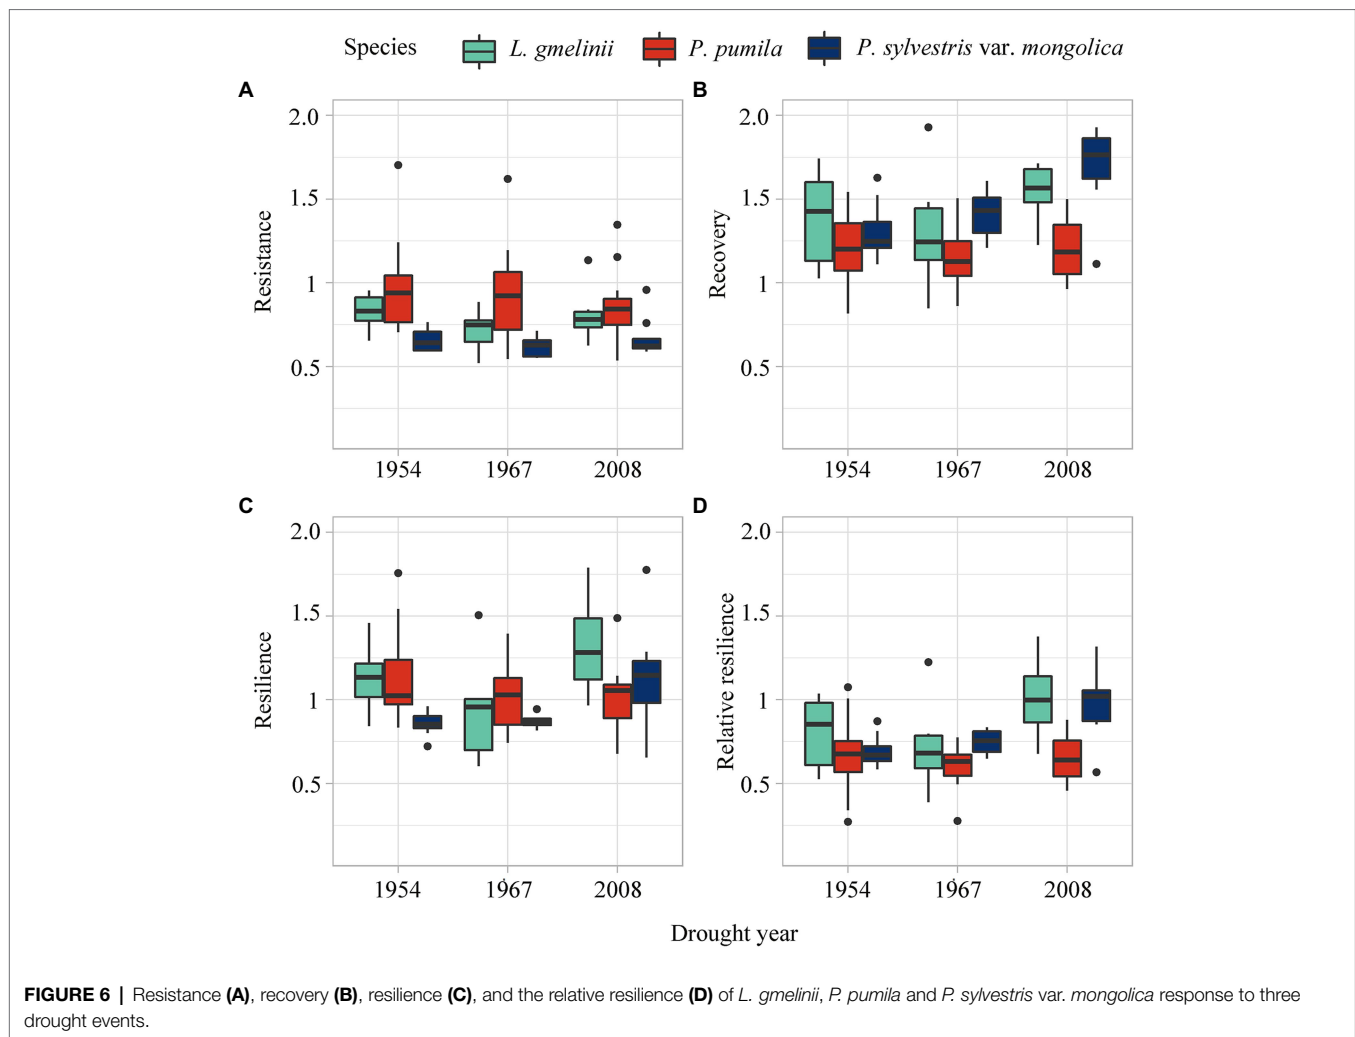 Species L. gmelinii P. pumila P. sylvestris var. mongolica
A
2.0
1.5
1
0.5
Resistance
1954 1967 2008
B
2.0
1.5
1
0.5
Recovery
1954 1967 2008
C
2.0
1.5
1
0.5
Resilience
1954 1967 2008
D
2.0
1.5
1
0.5
Relative resilience
1954 1967 2008
Drought year
FIGURE 6 | Resistance (A), recovery (B), resilience (C), and the relative resilience (D) of L. gmelinii, P. pumila and P. sylvestris var. mongolica response to three
drought events.